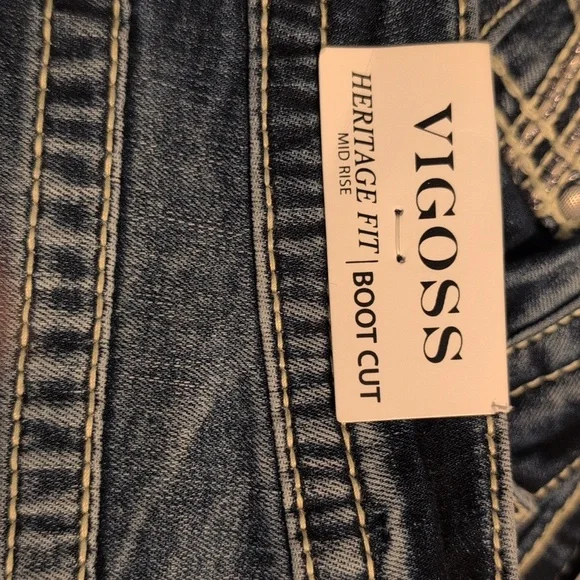 VIGOSS
HERITAGE FIT | BOOT CUT
MID RISE